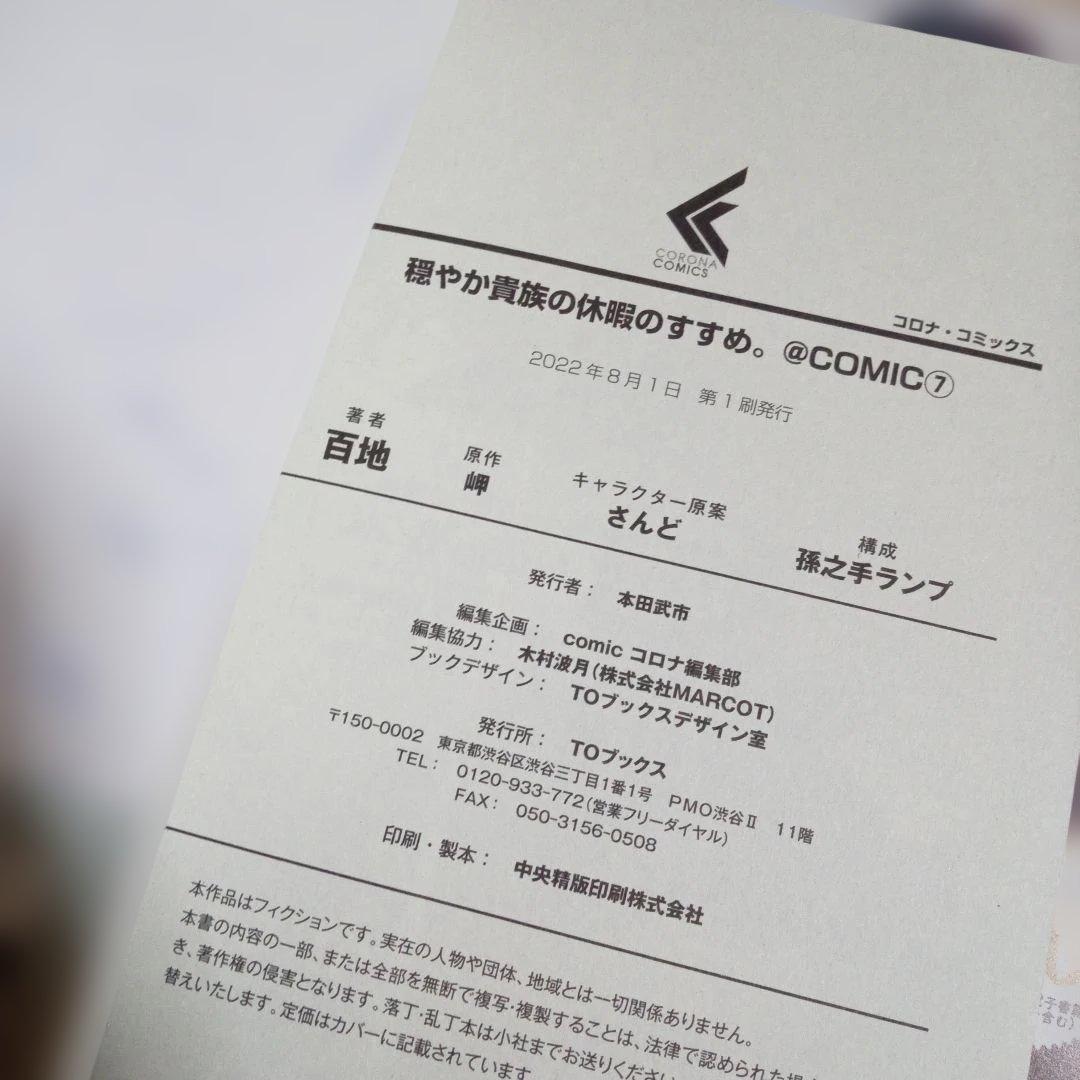 CORONA
COMICS
コロナ・コミックス
穏やか貴族の休暇のすすめ。@COMIC⑦
2022年8月1日 第1刷発行
著者
百地
原作
岬
キャラクター原案
さんど
構成
孫之手ランプ
発行者： 本田武市
編集企画： comic コロナ編集部
編集協力： 木村波月（株式会社MARCOT）
ブックデザイン： TOブックスデザイン室
発行所： TOブックス
〒150-0002 東京都渋谷区渋谷三丁目1番1号 PMO渋谷Ⅱ 11階
TEL： 0120-933-772（営業フリーダイヤル）
FAX： 050-3156-0508
印刷・製本： 中央精版印刷株式会社
本作品はフィクションです。実在の人物や団体、地域とは一切関係ありません。
本書の内容の一部、または全部を無断で複写・複製することは、法律で認められた
き、著作権の侵害となります。落丁・乱丁本は小社までお送りくださ
替えいたします。定価はカバーに記載されています。
子書籍
含む）